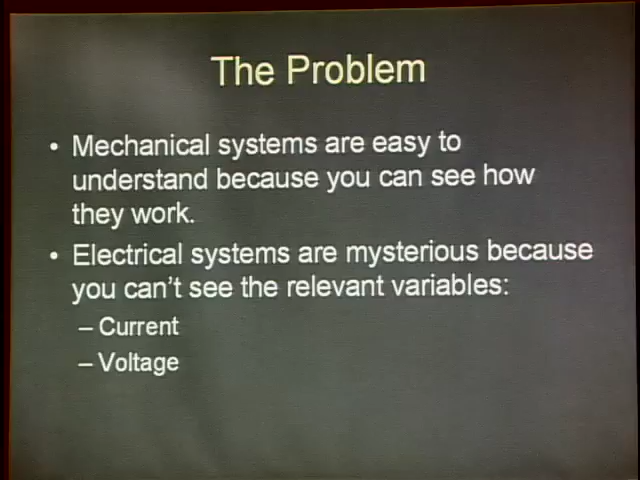 The Problem
• Mechanical systems are easy to
understand because you can see how
they work.
• Electrical systems are mysterious because
you can't see the relevant variables:
– Current
– Voltage